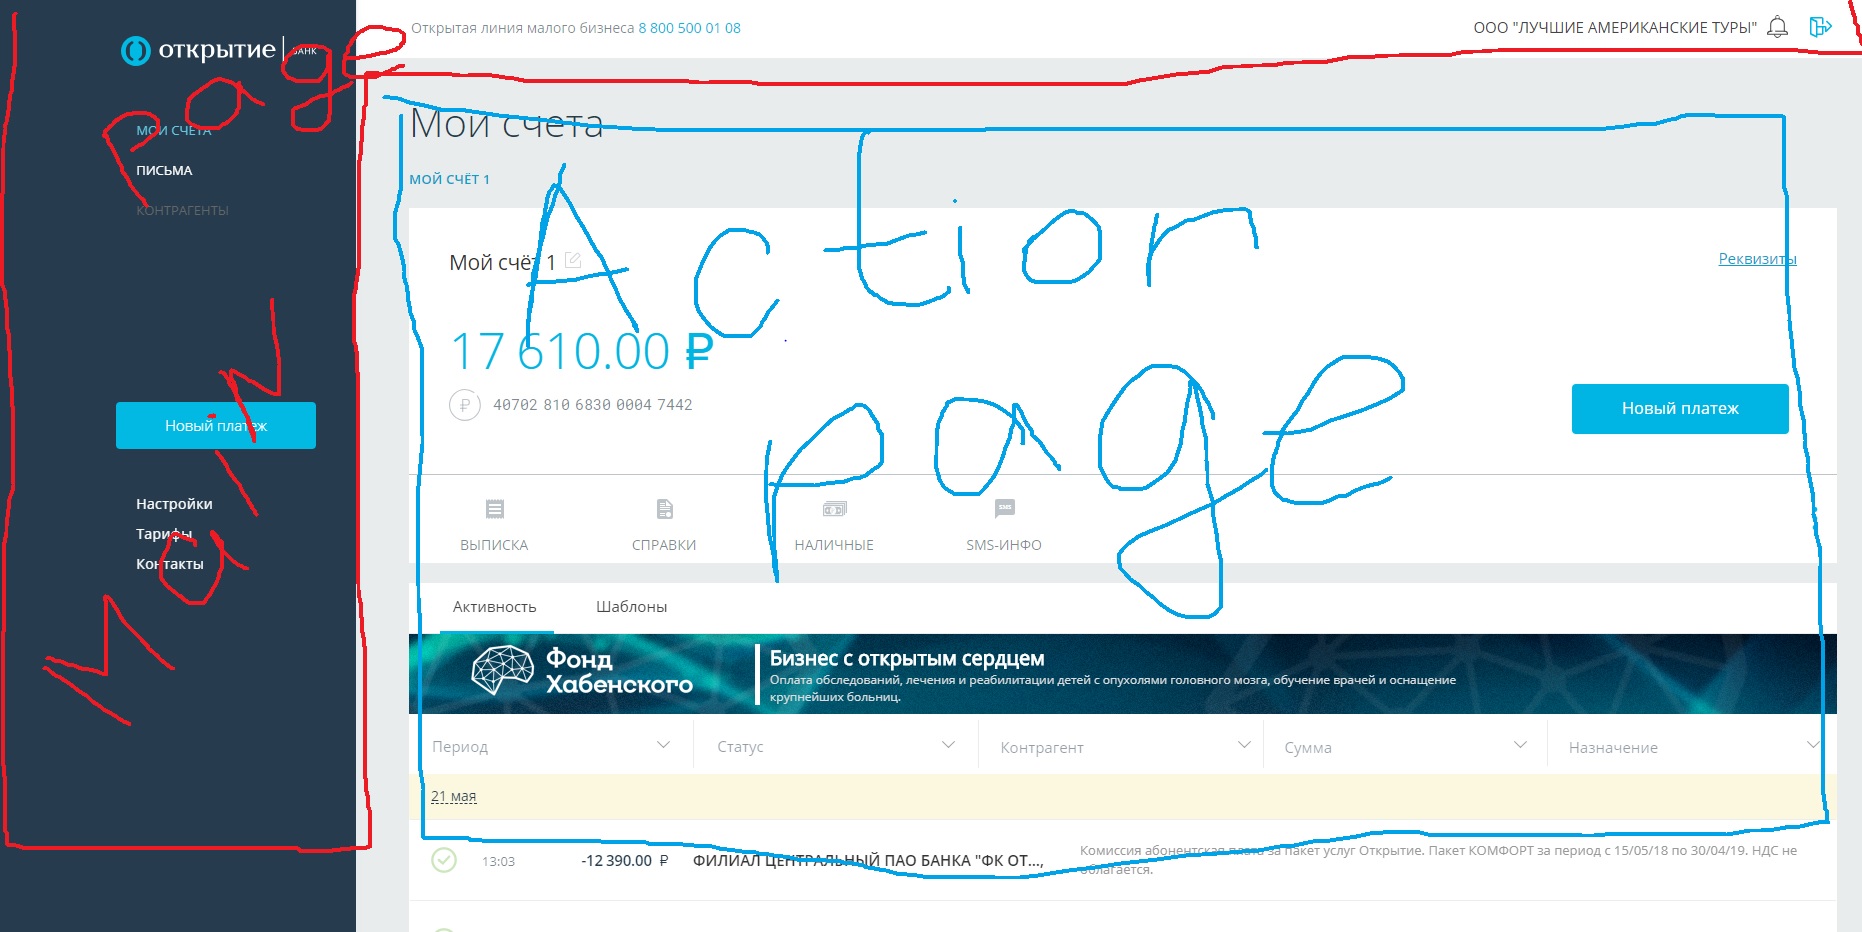 открытие БАНК
Открытая линия малого бизнеса 8 800 500 01 08
ООО "ЛУЧШИЕ АМЕРИКАНСКИЕ ТУРЫ"
МОИ СЧЕТА
ПИСЬМА
КОНТРАГЕНТЫ
Новый платеж
Настройки
Тарифы
Контакты
Main Page
Мои счета
МОЙ СЧЁТ 1
Action
page
Мой счёт 1
Реквизиты
17 610.00 ₽
₽ 40702 810 6830 0004 7442
Новый платеж
ВЫПИСКА
СПРАВКИ
НАЛИЧНЫЕ
SMS
SMS-ИНФО
Активность Шаблоны
Фонд
Хабенского
Бизнес с открытым сердцем
Оплата обследований, лечения и реабилитации детей с опухолями головного мозга, обучение врачей и оснащение
крупнейших больниц.
Период Статус Контрагент Сумма Назначение
21 мая
13:03 -12 390.00 ₽ ФИЛИАЛ ЦЕНТРАЛЬНЫЙ ПАО БАНКА "ФК ОТ...,
Комиссия абонентская плата за пакет услуг Открытие. Пакет КОМФОРТ за период с 15/05/18 по 30/04/19. НДС не
облагается.